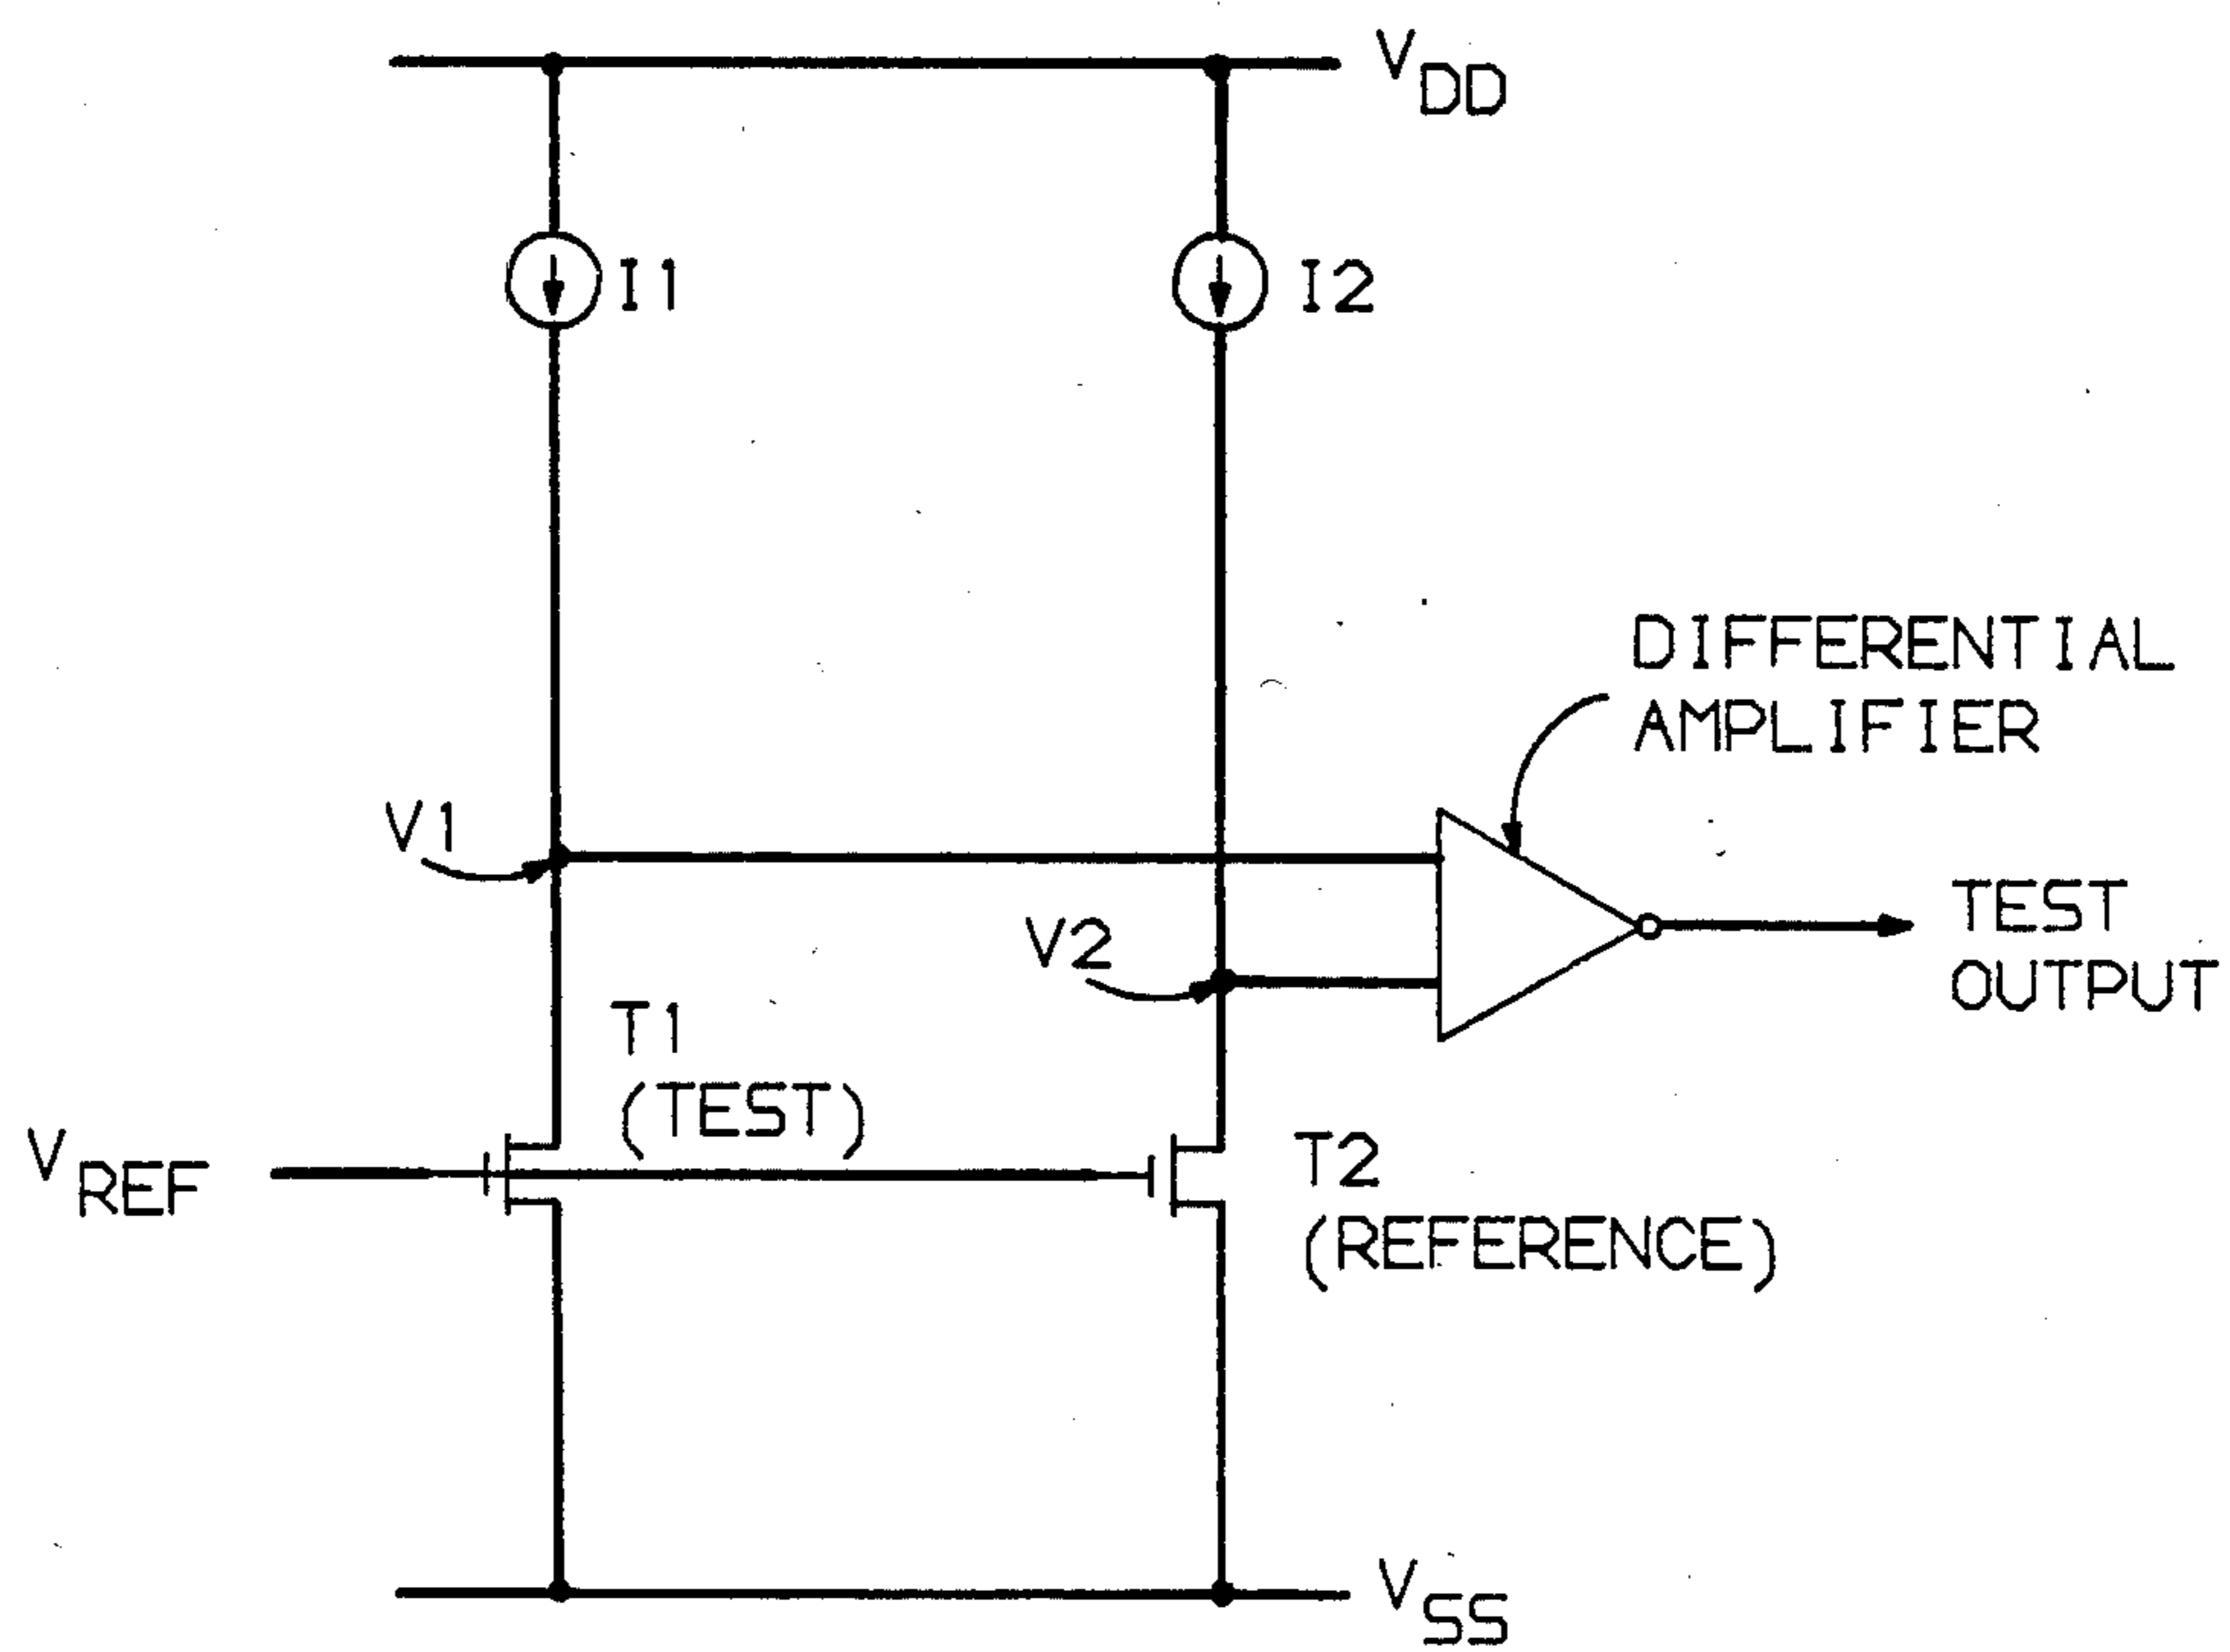 VDD
I1
I2
DIFFERENTIAL
AMPLIFIER
V1
TEST
OUTPUT
V2
T1
(TEST)
VREF
T2
(REFERENCE)
VSS